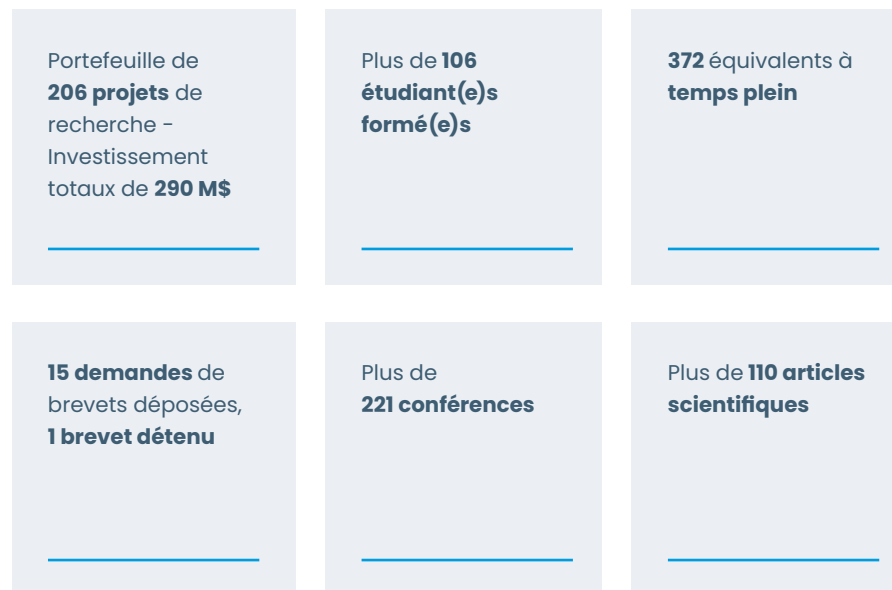 Portefeuille de
206 projets de
recherche -
Investissement
totaux de 290 M$
Plus de 106
étudiant(e)s
formé(e)s
372 équivalents à
temps plein
15 demandes de
brevets déposées,
1 brevet détenu
Plus de
221 conférences
Plus de 110 articles
scientifiques